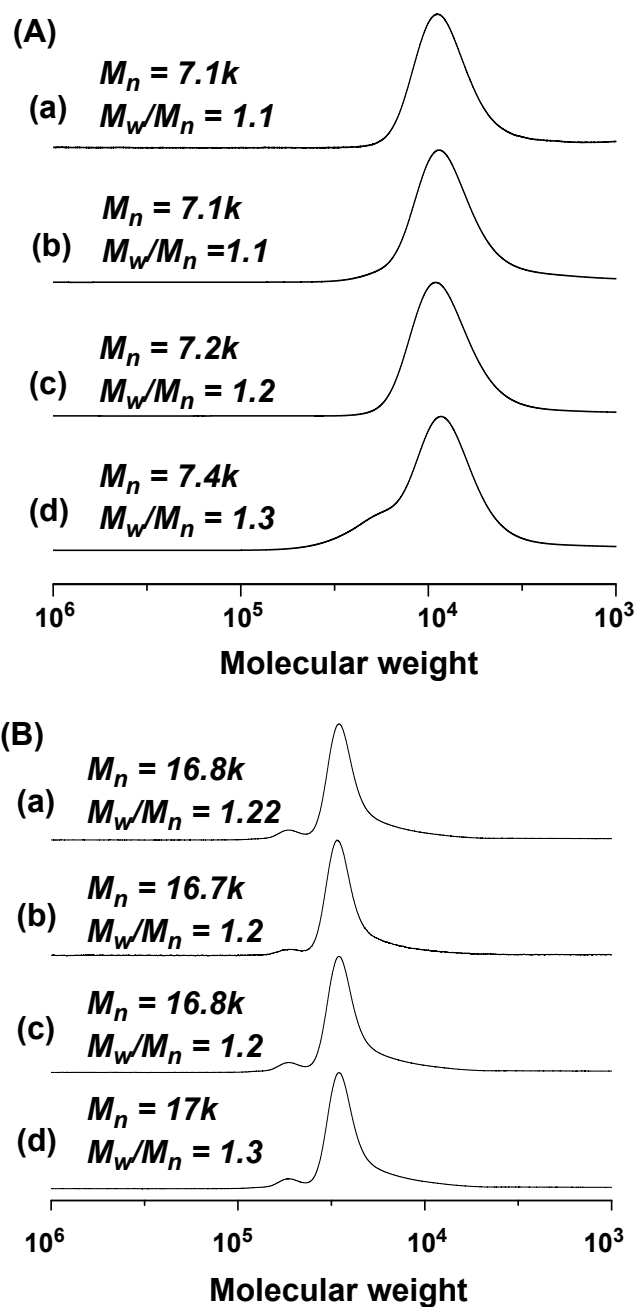 (A)
Mn = 7.1k
(a) Mw/Mn = 1.1
Mn = 7.1k
(b) Mw/Mn =1.1
Mn = 7.2k
(c) Mw/Mn = 1.2
Mn = 7.4k
(d) Mw/Mn = 1.3
10^6 10^5 10^4 10^3
Molecular weight
(B)
Mn = 16.8k
(a) Mw/Mn = 1.22
Mn = 16.7k
(b) Mw/Mn = 1.2
Mn = 16.8k
(c) Mw/Mn = 1.2
Mn = 17k
(d) Mw/Mn = 1.3
10^6 10^5 10^4 10^3
Molecular weight